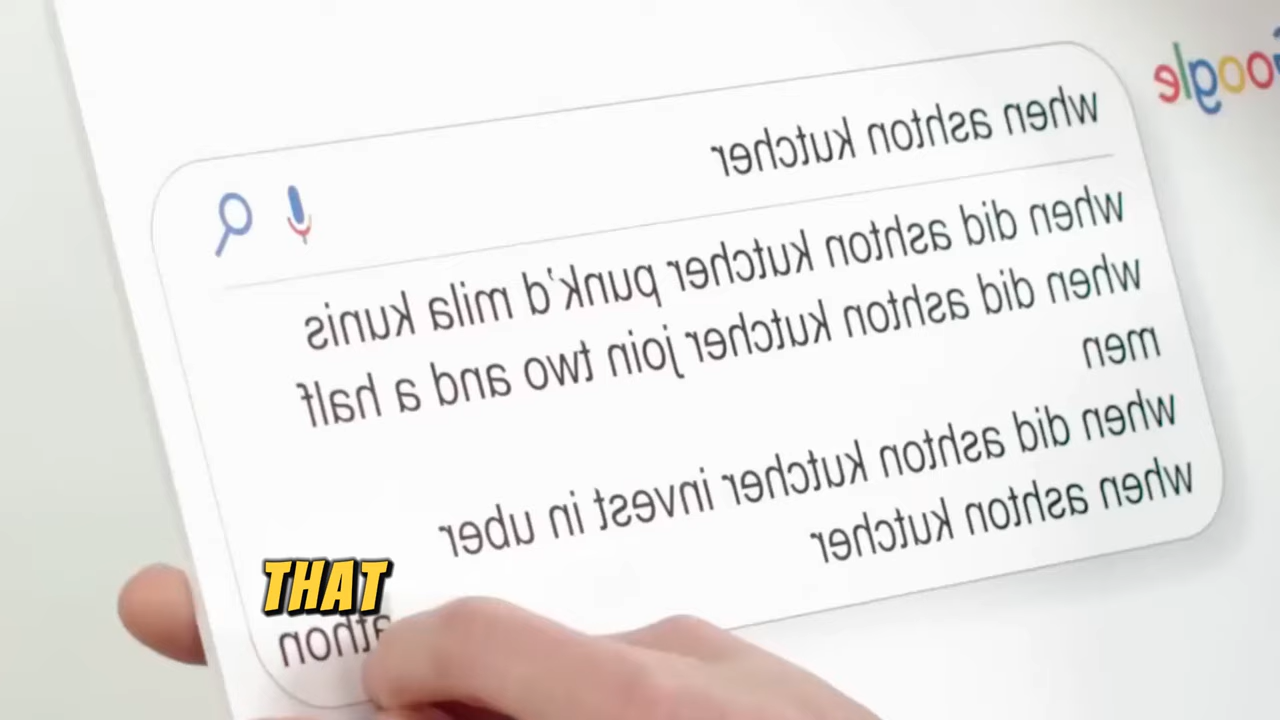 Google
when ashton kutcher
when did ashton kutcher punk'd mila kunis
when did ashton kutcher join two and a half
men
when did ashton kutcher invest in uber
when ashton kutcher
THAT